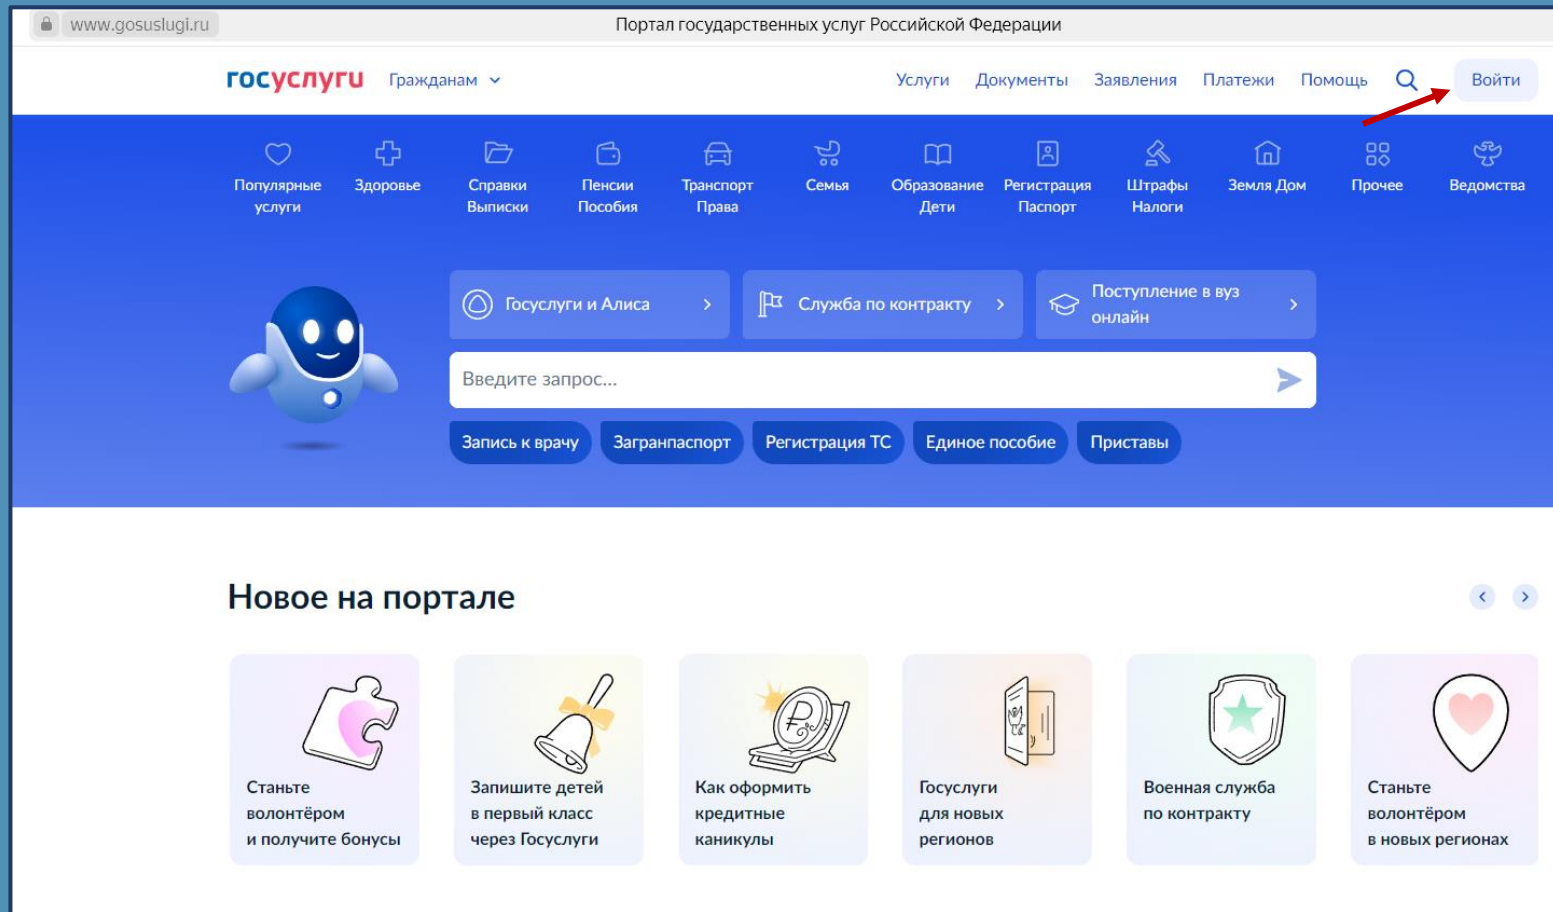 www.gosuslugi.ru
Портал государственных услуг Российской Федерации
госуслуги
Гражданам
Услуги
Документы
Заявления
Платежи
Помощь
Войти
Популярные
услуги
Здоровье
Справки
Выписки
Пенсии
Пособия
Транспорт
Права
Семья
Образование
Дети
Регистрация
Паспорт
Штрафы
Налоги
Земля Дом
Прочее
Ведомства
Госуслуги и Алиса
Служба по контракту
Поступление в вуз
онлайн
Введите запрос...
Запись к врачу
Загранпаспорт
Регистрация ТС
Единое пособие
Приставы
Новое на портале
Станьте
волонтёром
и получите бонусы
Запишите детей
в первый класс
через Госуслуги
Как оформить
кредитные
каникулы
Госуслуги
для новых
регионов
Военная служба
по контракту
Станьте
волонтёром
в новых регионах